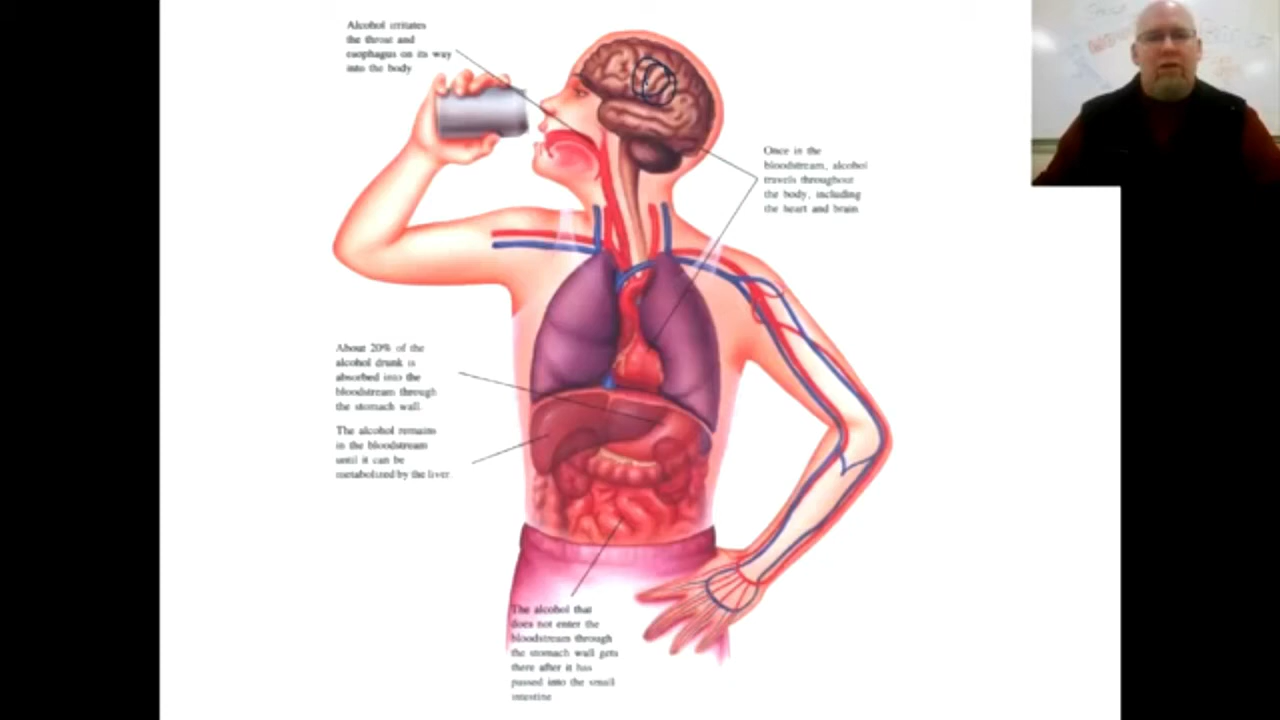 Alcohol irritates
the throat and
esophagus on its way
into the body
Once in the
bloodstream, alcohol
travels throughout
the body, including
the heart and brain
About 20% of the
alcohol drunk is
absorbed into the
bloodstream through
the stomach wall.
The alcohol remains
in the bloodstream
until it can be
metabolized by the liver.
The alcohol that
does not enter the
bloodstream through
the stomach wall gets
there after it has
passed into the small
intestine